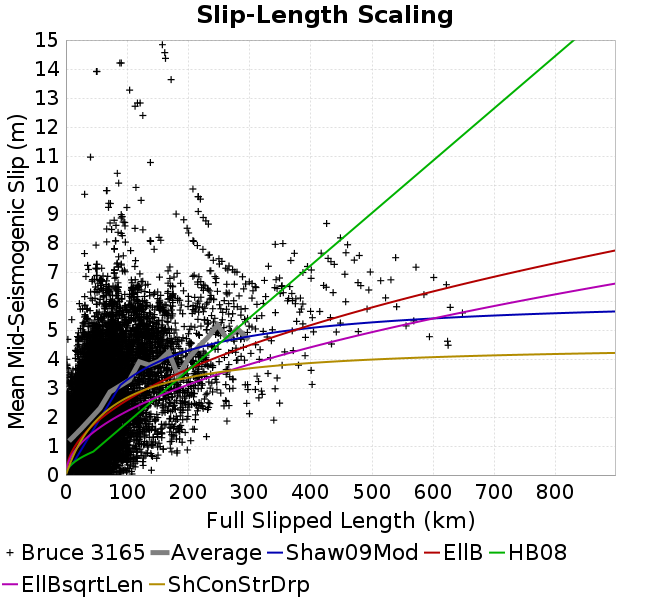 Slip-Length Scaling
Mean Mid-Seismogenic Slip (m)
15
14
13
12
11
10
9
8
7
6
5
4
3
2
1
0
0 100 200 300 400 500 600 700 800
Full Slipped Length (km)
Bruce 3165 Average Shaw09Mod EllB HB08
EllBsqrtLen ShConStrDrp